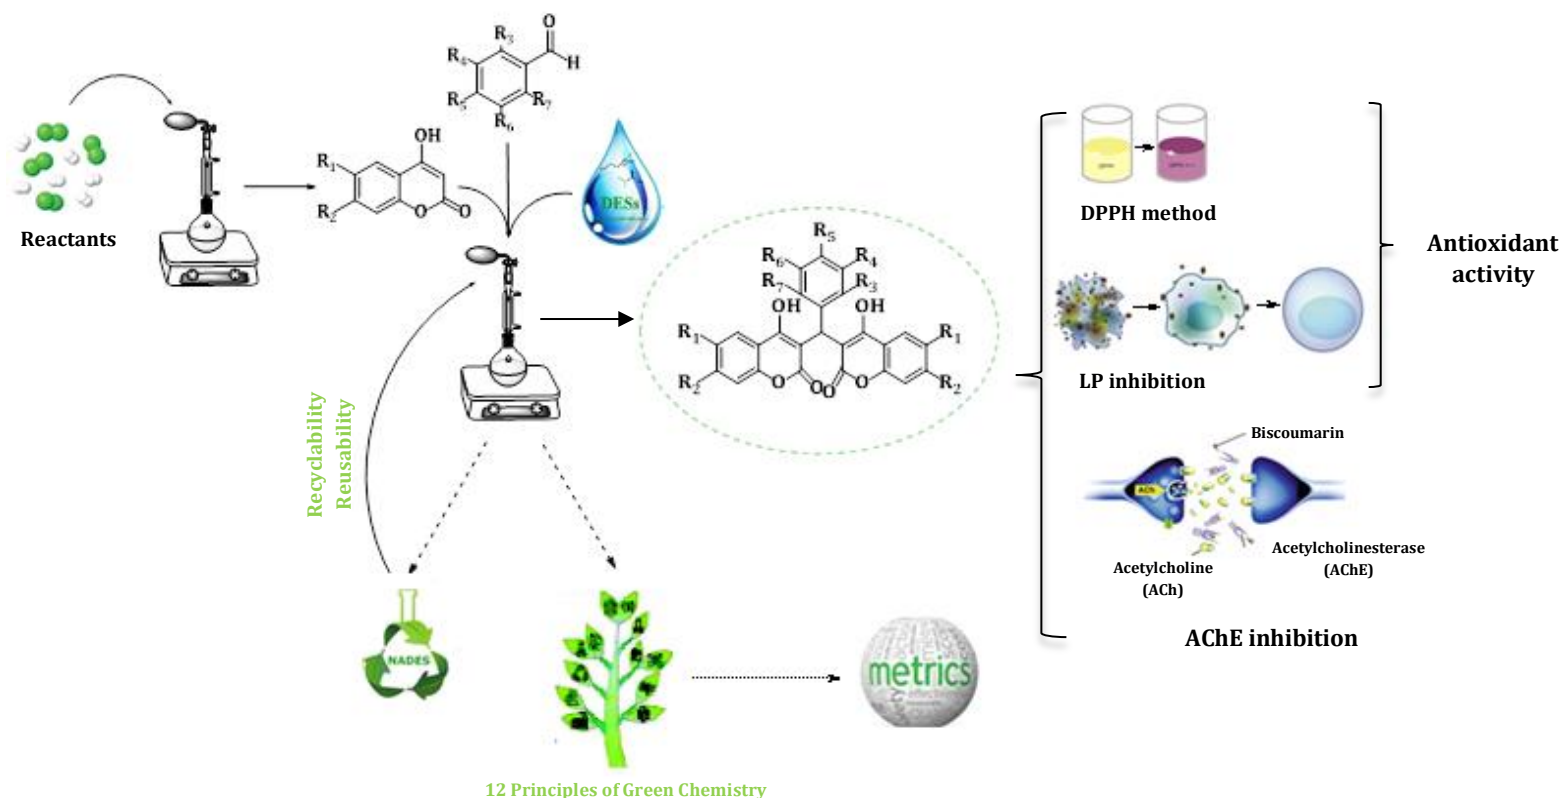 Reactants
R₁
R₂
OH
O
O
R₃
R₄
R₅
R₆
R₇
O
H
DESs
R₅
R₆
R₄
R₇
R₃
OH
OH
R₁
R₁
R₂
R₂
O
O
O
O
Recyclability
Reusability
NADES
12 Principles of Green Chemistry
metrics
DPPH method
LP inhibition
Antioxidant
activity
Biscoumarin
ACh
Acetylcholine
(ACh)
Acetylcholinesterase
(AChE)
AChE inhibition